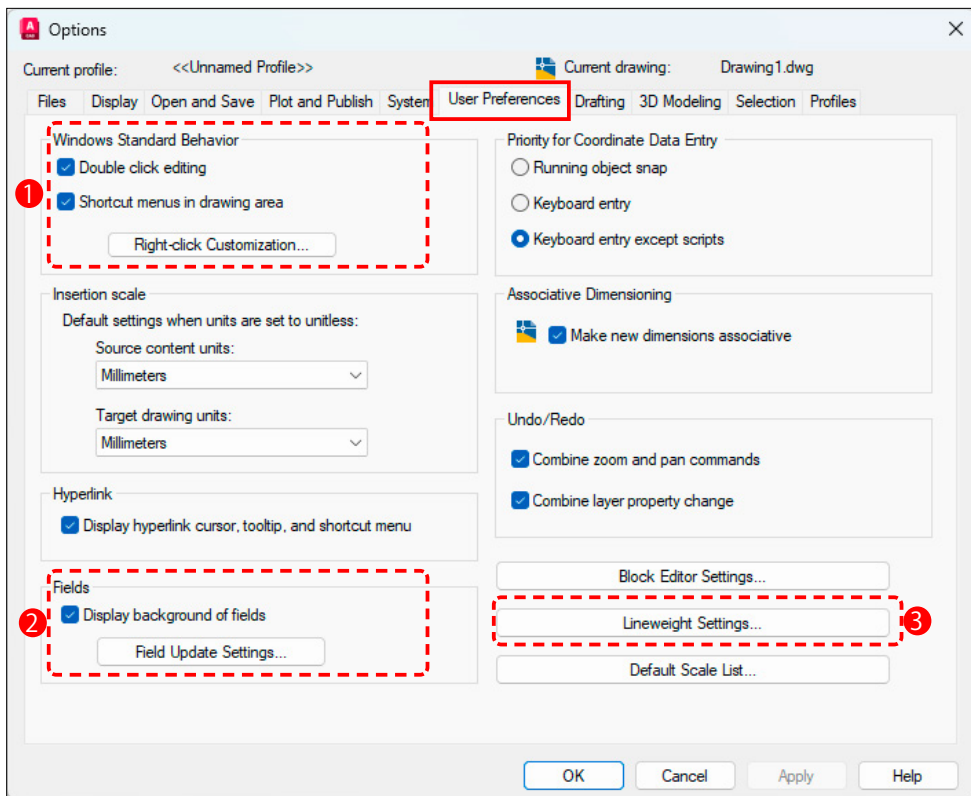 A
CAD
Options
Current profile: <<Unnamed Profile>> Current drawing: Drawing1.dwg
Files Display Open and Save Plot and Publish System User Preferences Drafting 3D Modeling Selection Profiles
Windows Standard Behavior
Double click editing
Shortcut menus in drawing area
Right-click Customization...
1
Insertion scale
Default settings when units are set to unitless:
Source content units:
Millimeters
Target drawing units:
Millimeters
Hyperlink
Display hyperlink cursor, tooltip, and shortcut menu
Fields
Display background of fields
2
Field Update Settings...
Priority for Coordinate Data Entry
Running object snap
Keyboard entry
Keyboard entry except scripts
Associative Dimensioning
Make new dimensions associative
Undo/Redo
Combine zoom and pan commands
Combine layer property change
Block Editor Settings...
Lineweight Settings...
3
Default Scale List...
OK Cancel Apply Help